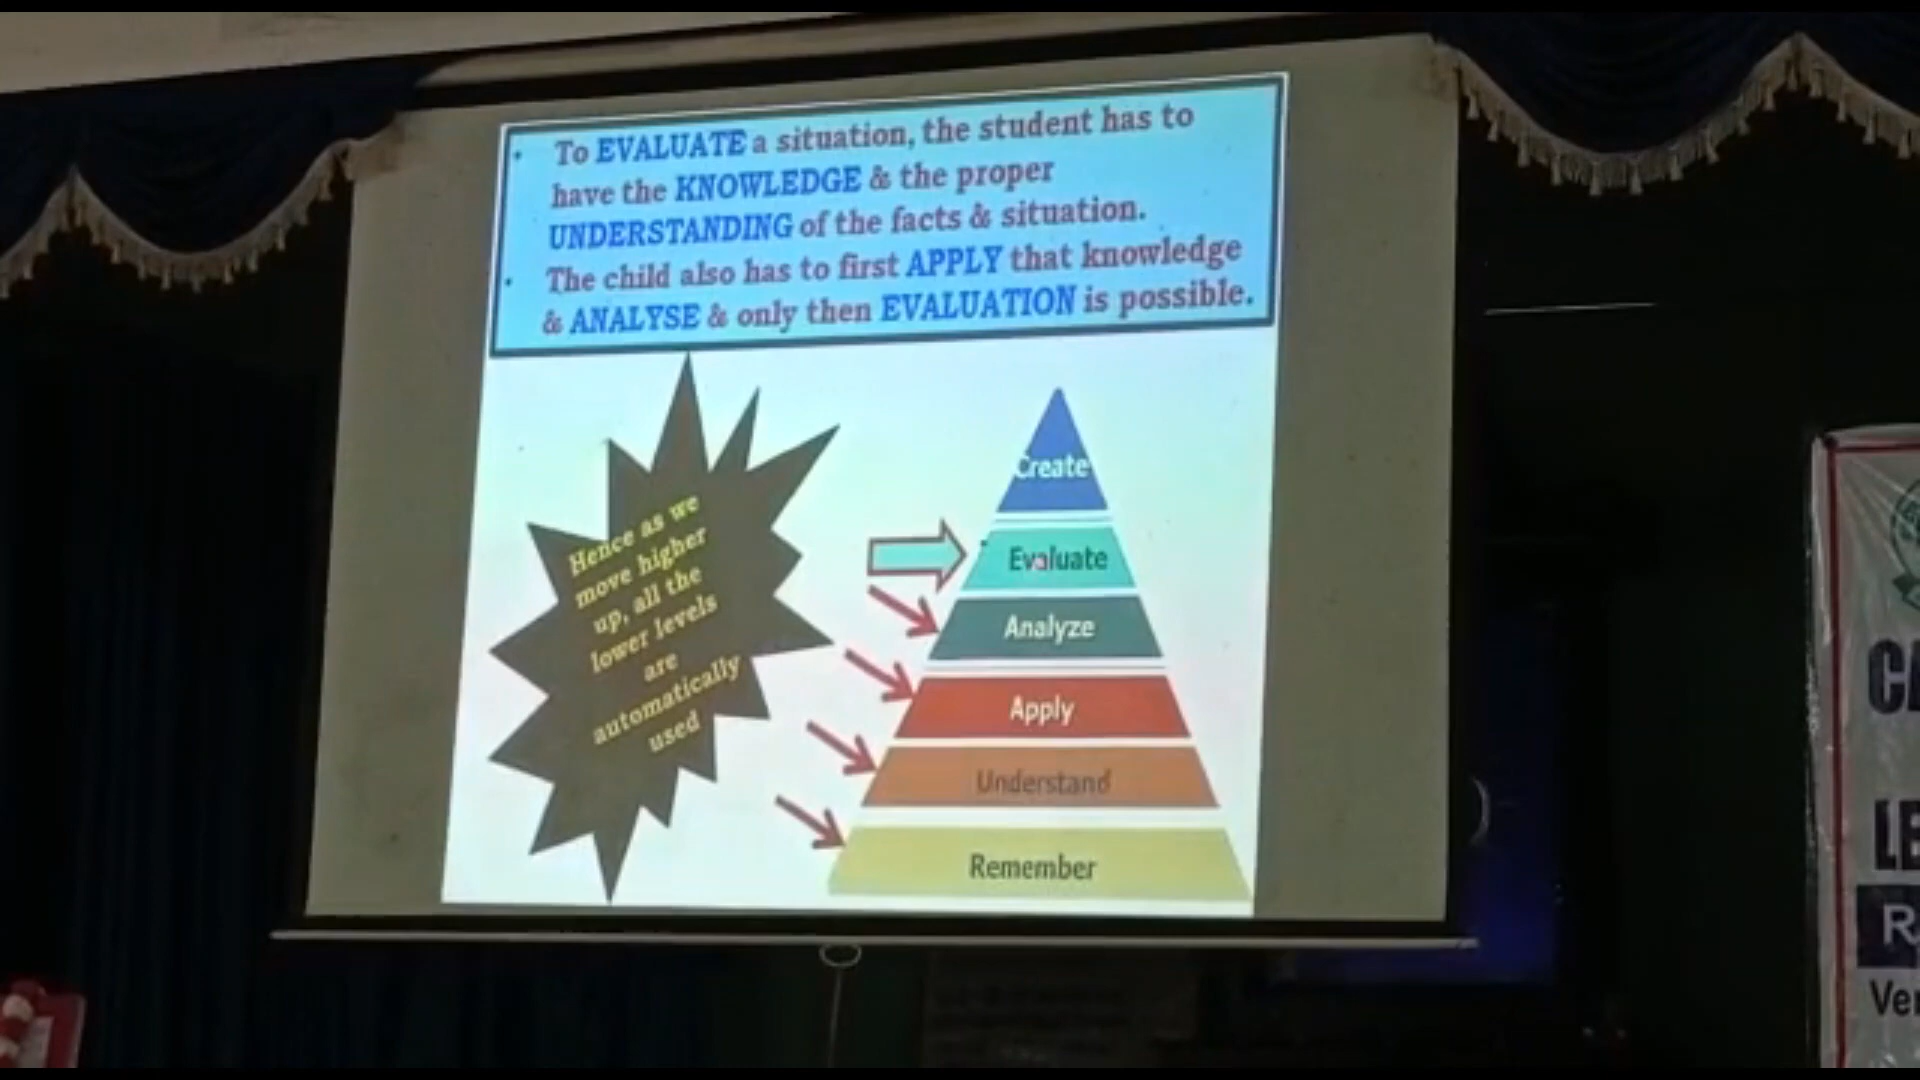 • To EVALUATE a situation, the student has to
have the KNOWLEDGE & the proper
UNDERSTANDING of the facts & situation.
• The child also has to first APPLY that knowledge
& ANALYSE & only then EVALUATION is possible.
Hence as we
move higher
up, all the
lower levels
are
automatically
used
Create
Evaluate
Analyze
Apply
Understand
Remember